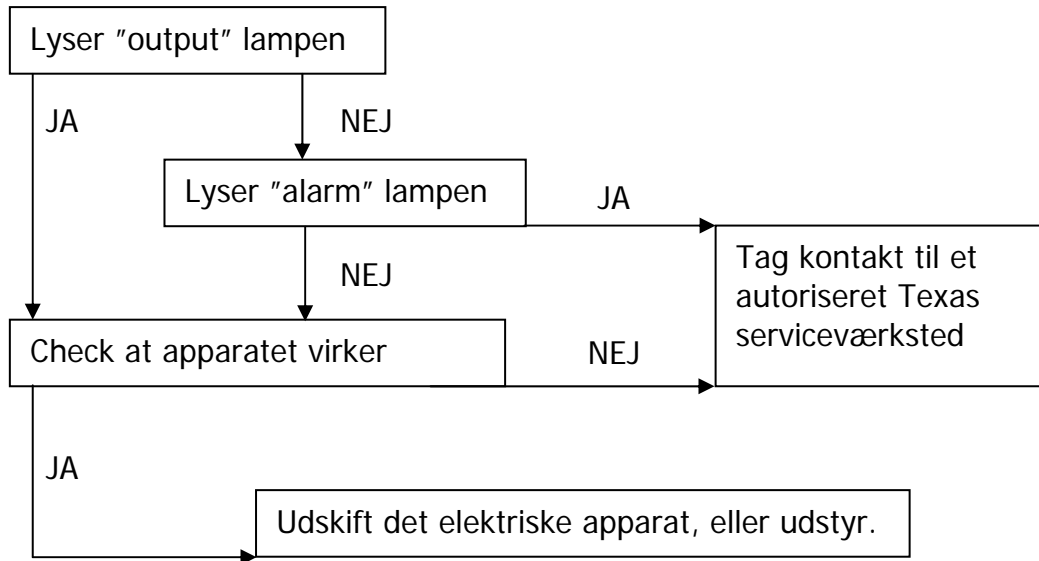 Lyser ”output” lampen
JA
NEJ
Lyser ”alarm” lampen
JA
NEJ
Tag kontakt til et
autoriseret Texas
serviceværksted
Check at apparatet virker
NEJ
JA
Udskift det elektriske apparat, eller udstyr.